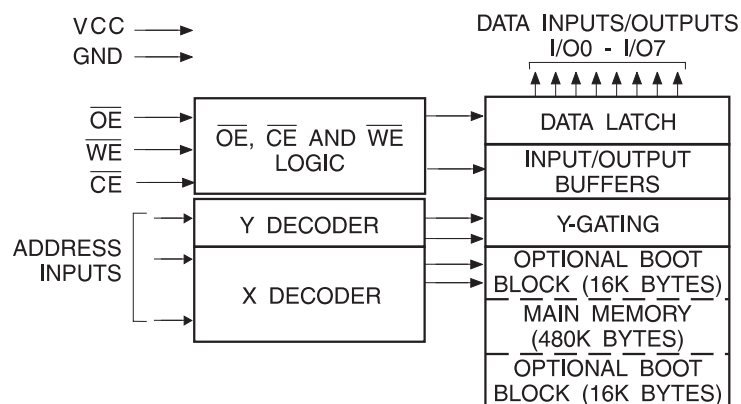 VCC
GND
OE
WE
CE
ADDRESS
INPUTS
OE, CE AND WE
LOGIC
Y DECODER
X DECODER
DATA INPUTS/OUTPUTS
I/O0 - I/O7
DATA LATCH
INPUT/OUTPUT
BUFFERS
Y-GATING
OPTIONAL BOOT
BLOCK (16K BYTES)
MAIN MEMORY
(480K BYTES)
OPTIONAL BOOT
BLOCK (16K BYTES)